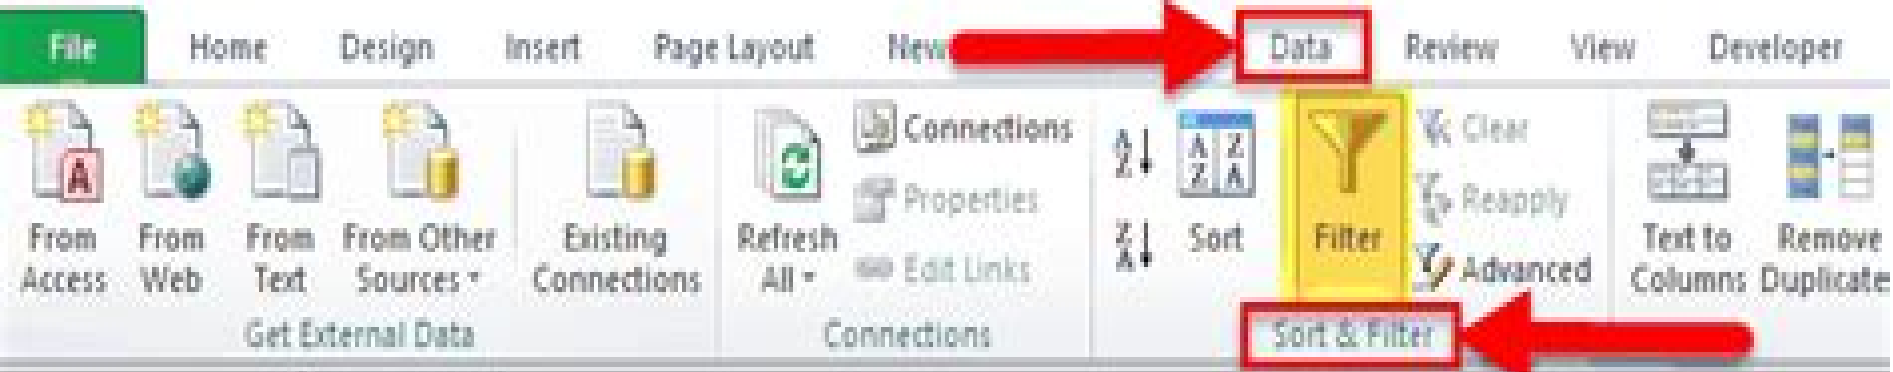 File Home Design Insert Page Layout New Data Review View Developer
From Access
From Web
From Text
From Other Sources
Existing Connections
Get External Data
Refresh All
Connections
Properties
Edit Links
Connections
A Z
Z A
A Z
Z A
Sort
Filter
Clear
Reapply
Advanced
Sort & Filter
Text to Columns
Remove Duplicate